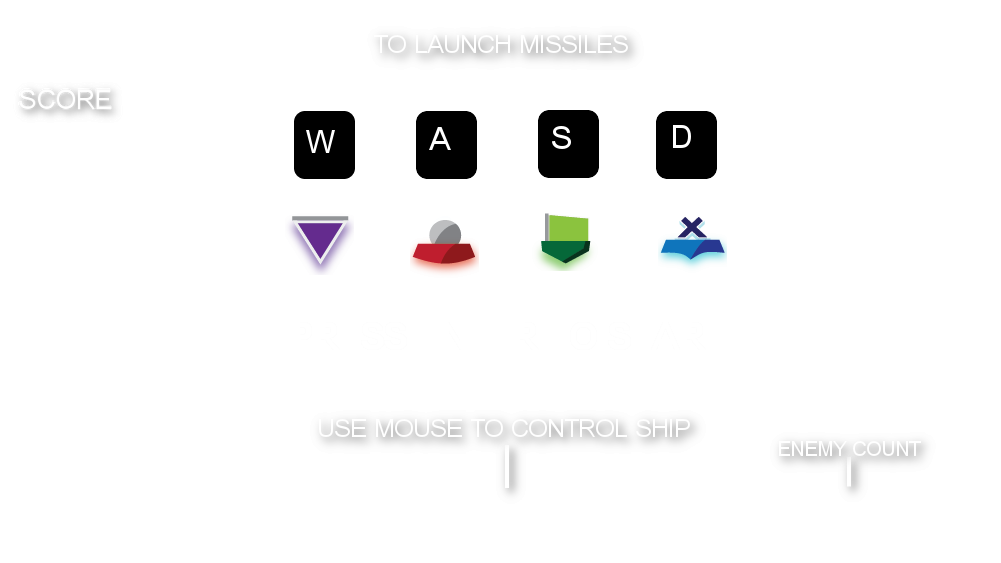 TO LAUNCH MISSILES
SCORE
W A S D
USE MOUSE TO CONTROL SHIP
ENEMY COUNT